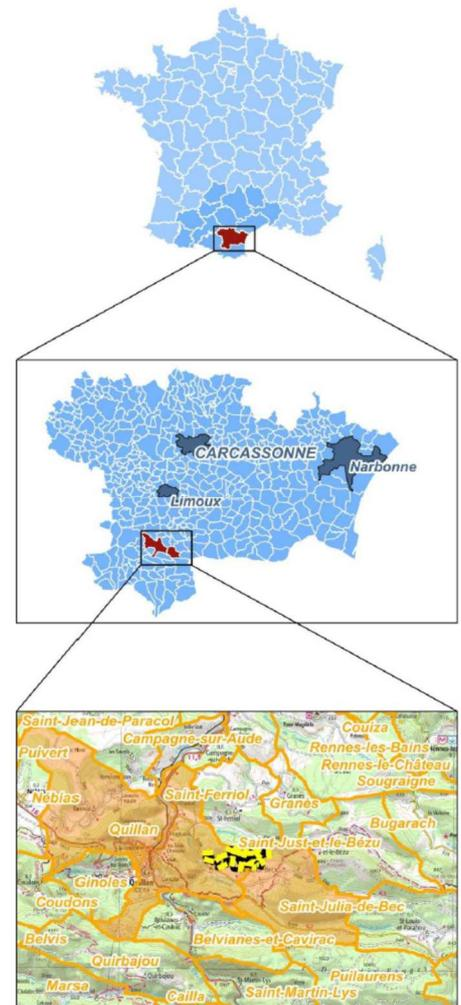 CARCASSONNE
Narbonne
Limoux
Saint-Jean-de-Paracol
Couiza
Campagne-sur-Aude
Rennes-les-Bains
Puivert
Rennes-le-Château
Sougraigne
Nébias
Saint-Ferriol
Granès
Bugarach
Quillan
Saint-Just-et-le-Bézu
Ginoles
Coudons
Saint-Julia-de-Bec
Belvis
Belvianes-et-Cavirac
Quirbajou
Puilaurens
Marsa
Cailla
Saint-Martin-Lys